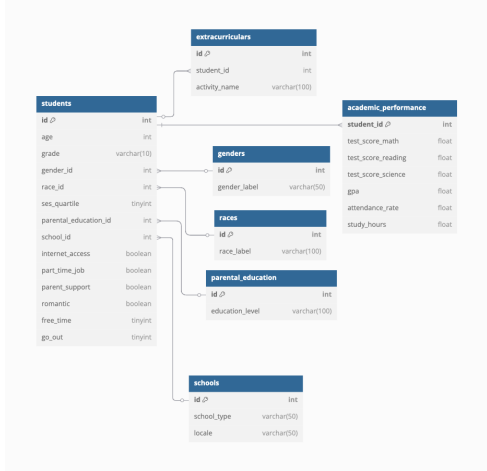 extracurriculars
id int
student_id int
activity_name varchar(100)
students
id int
age int
grade varchar(10)
gender_id int
race_id int
ses_quartile tinyint
parental_education_id int
school_id int
internet_access boolean
part_time_job boolean
parent_support boolean
romantic boolean
free_time tinyint
go_out tinyint
academic_performance
student_id int
test_score_math float
test_score_reading float
test_score_science float
gpa float
attendance_rate float
study_hours float
genders
id int
gender_label varchar(50)
races
id int
race_label varchar(100)
parental_education
id int
education_level varchar(100)
schools
id int
school_type varchar(50)
locale varchar(50)